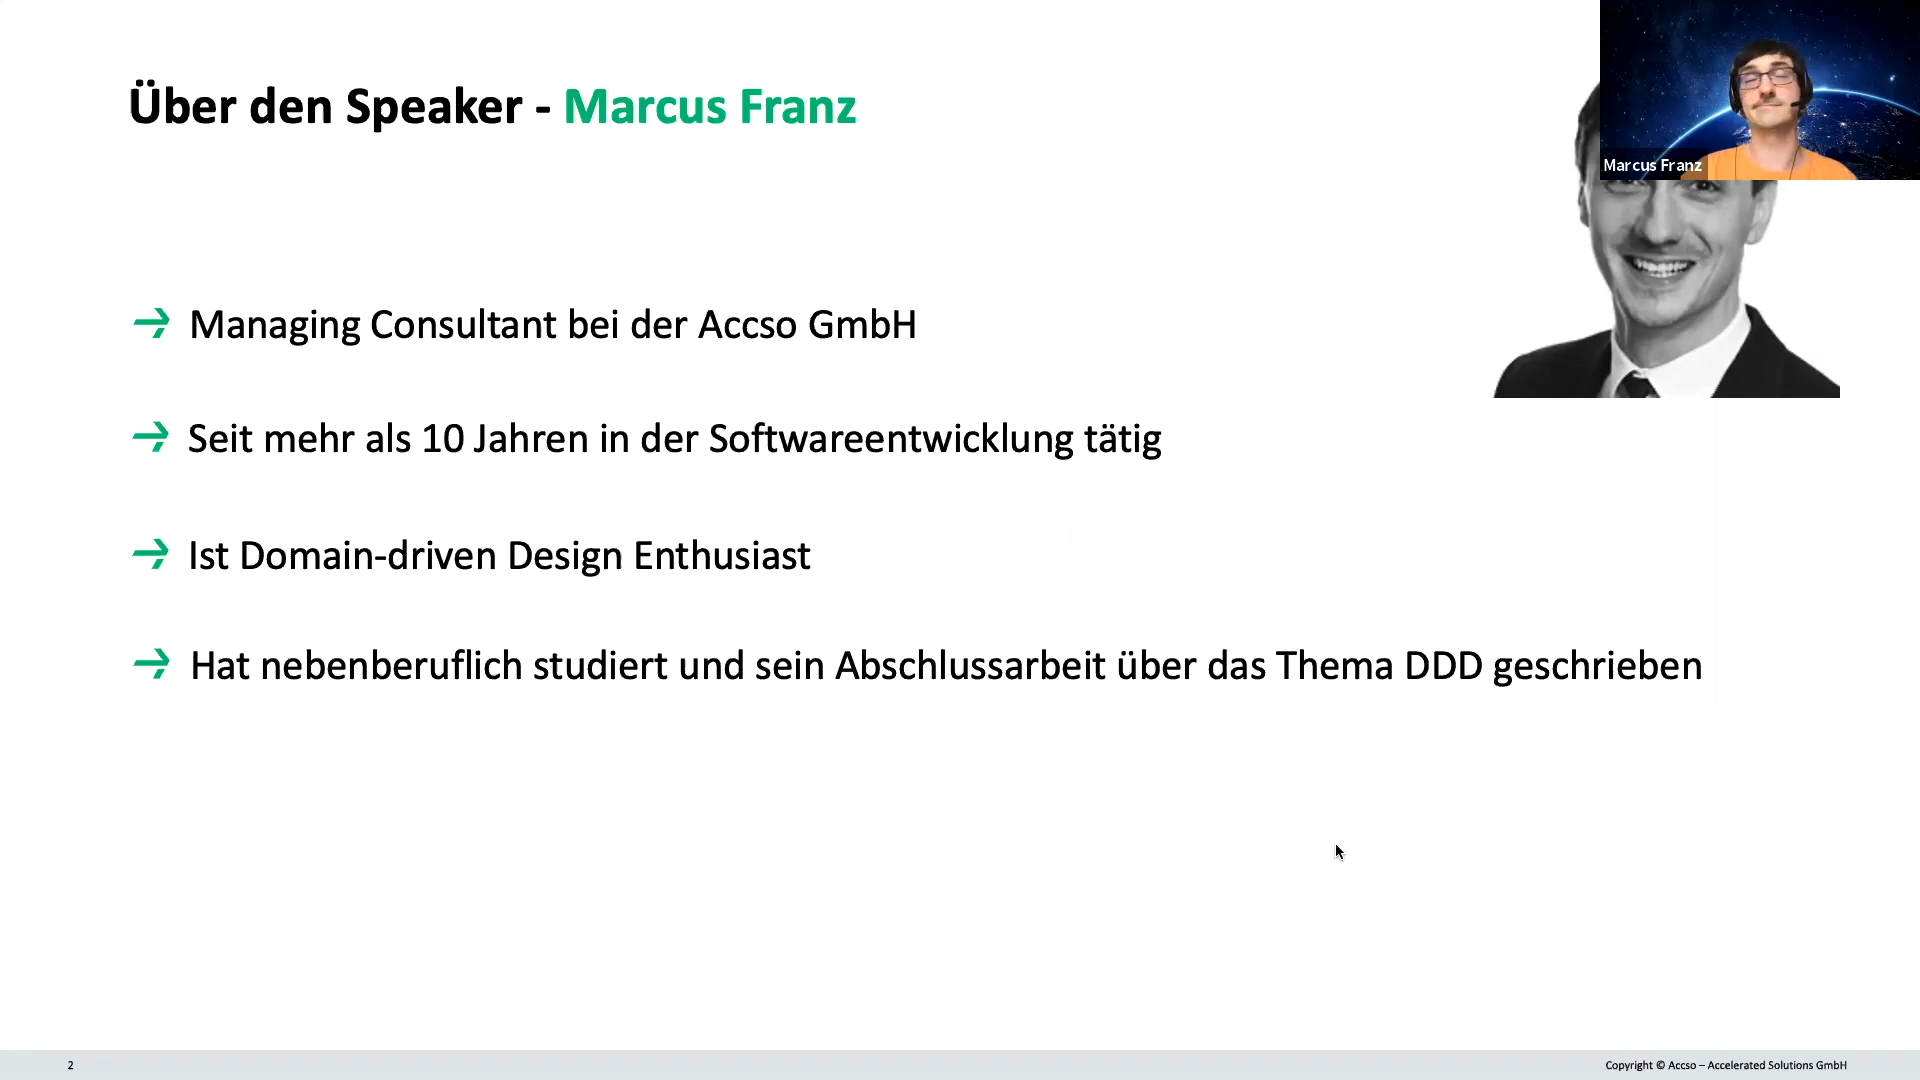 Über den Speaker - Marcus Franz
Marcus Franz
Managing Consultant bei der Accso GmbH
Seit mehr als 10 Jahren in der Softwareentwicklung tätig
Ist Domain-driven Design Enthusiast
Hat nebenberuflich studiert und sein Abschlussarbeit über das Thema DDD geschrieben
2
Copyright © Accso – Accelerated Solutions GmbH